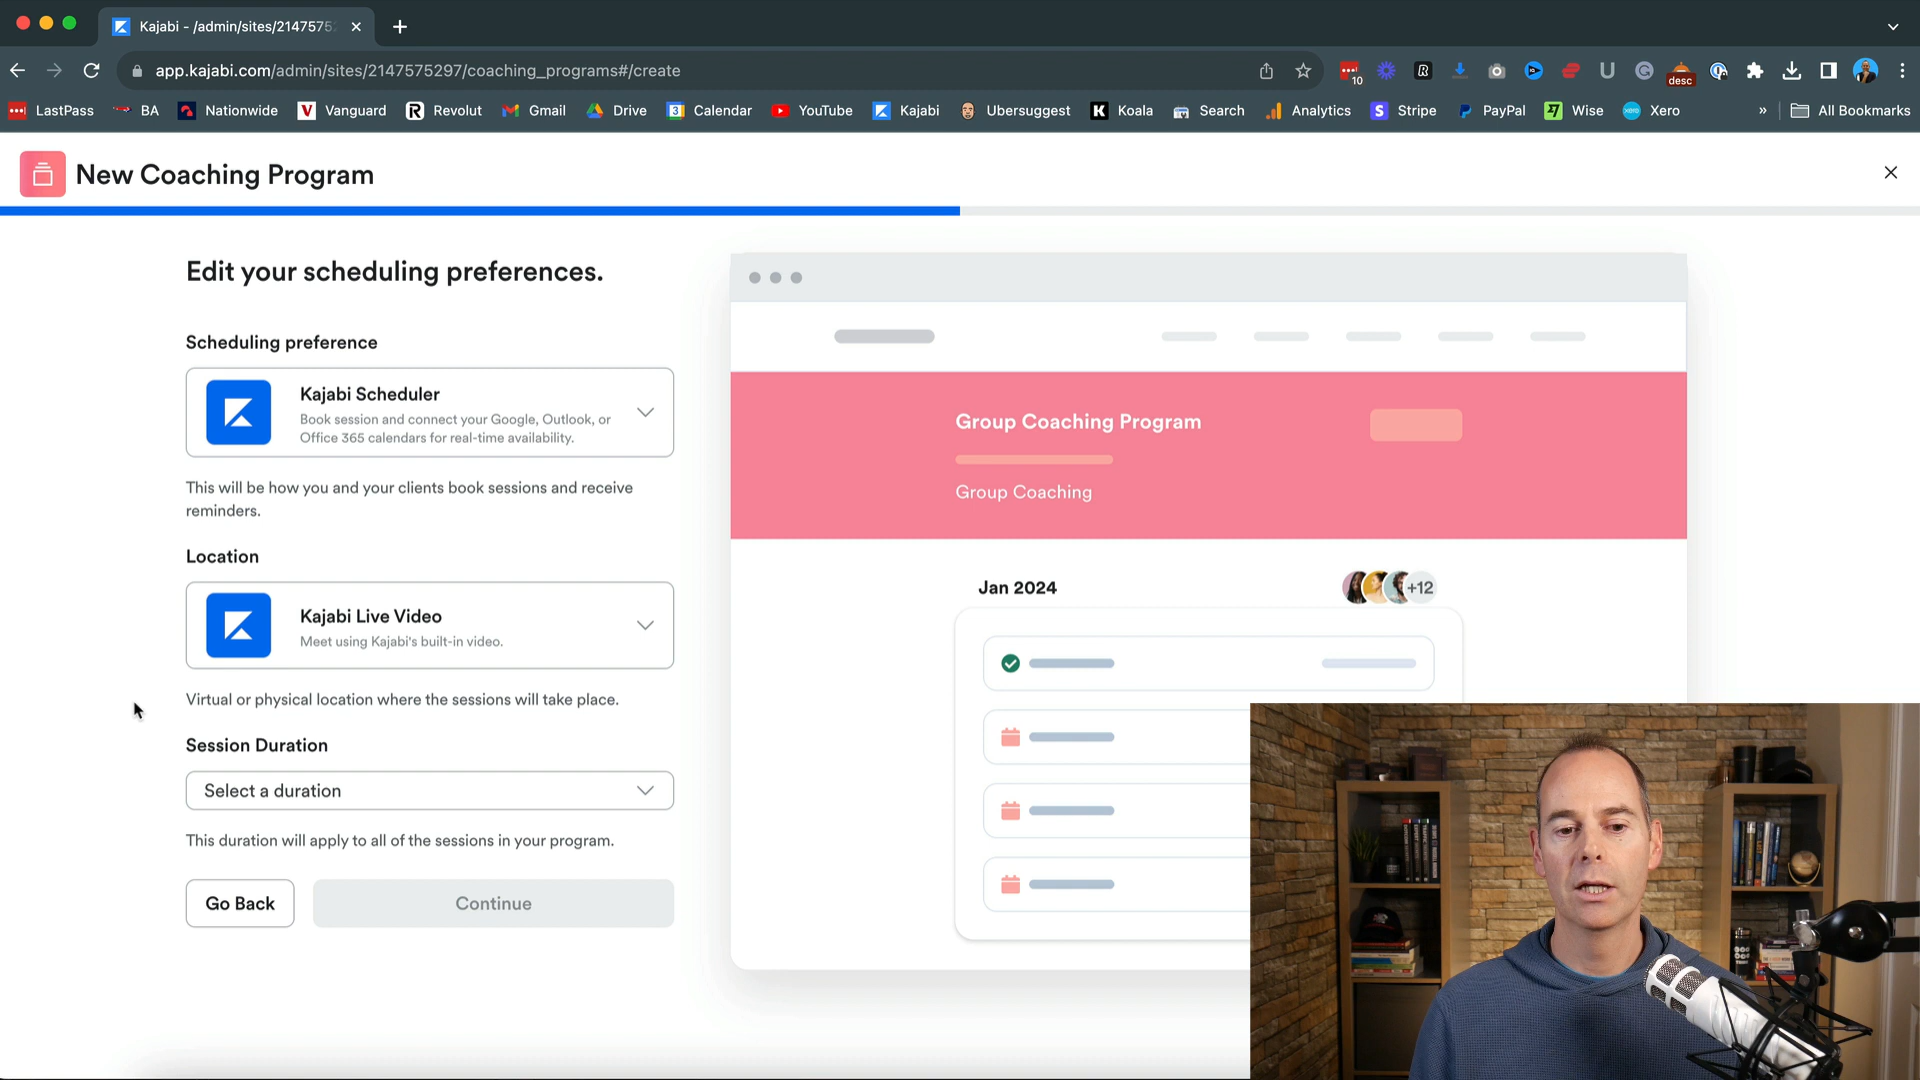 Kajabi - /admin/sites/2147575
app.kajabi.com/admin/sites/2147575297/coaching_programs#/create
10
desc
LastPass
BA
Nationwide
Vanguard
Revolut
Gmail
Drive
Calendar
YouTube
Kajabi
Ubersuggest
Koala
Search
Analytics
Stripe
PayPal
Wise
Xero
»
All Bookmarks
New Coaching Program
Edit your scheduling preferences.
Scheduling preference
Kajabi Scheduler
Book session and connect your Google, Outlook, or
Office 365 calendars for real-time availability.
This will be how you and your clients book sessions and receive
reminders.
Location
Kajabi Live Video
Meet using Kajabi's built-in video.
Virtual or physical location where the sessions will take place.
Session Duration
Select a duration
This duration will apply to all of the sessions in your program.
Go Back
Continue
Group Coaching Program
Group Coaching
Jan 2024
+12